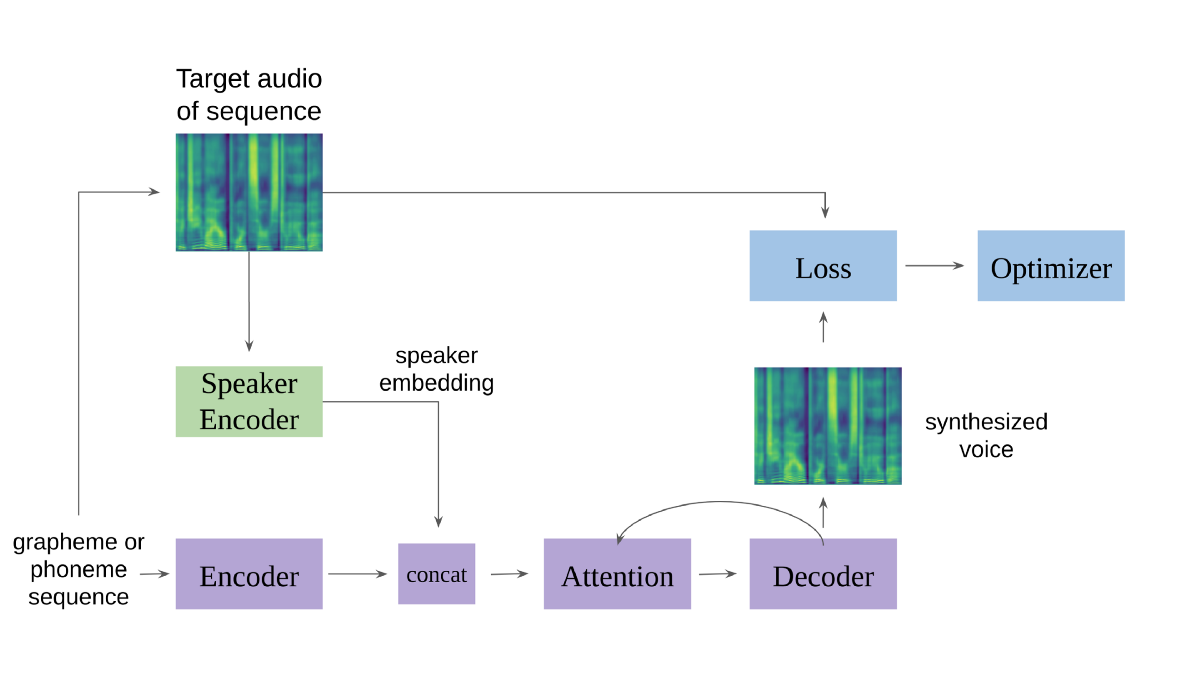 Target audio
of sequence
Loss
Optimizer
speaker
embedding
Speaker
Encoder
synthesized
voice
grapheme or
phoneme
sequence
Encoder
concat
Attention
Decoder